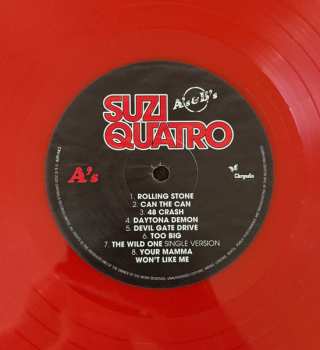 SUZI
QUATRO
A's & B's
A's
Chrysalis
1. ROLLING STONE
2. CAN THE CAN
3. 48 CRASH
4. DAYTONA DEMON
5. DEVIL GATE DRIVE
6. TOO BIG
7. THE WILD ONE SINGLE VERSION
8. YOUR MAMMA
WON'T LIKE ME